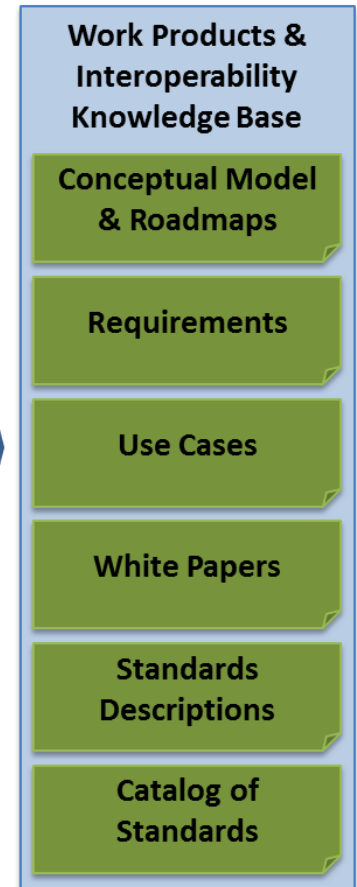 Work Products &
Interoperability
Knowledge Base
Conceptual Model
& Roadmaps
Requirements
Use Cases
White Papers
Standards
Descriptions
Catalog of
Standards